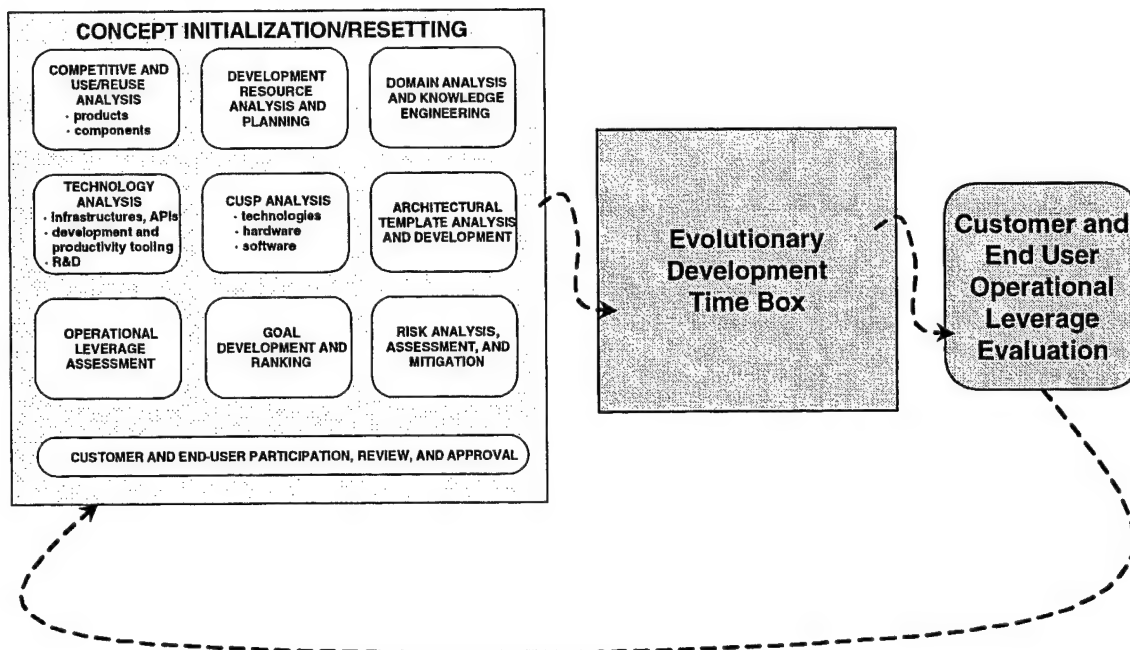 CONCEPT INITIALIZATION/RESETTING
COMPETITIVE AND
USE/REUSE
ANALYSIS
· products
· components
DEVELOPMENT
RESOURCE
ANALYSIS AND
PLANNING
DOMAIN ANALYSIS
AND KNOWLEDGE
ENGINEERING
TECHNOLOGY
ANALYSIS
· infrastructures, APIs
· development and
productivity tooling
· R&D
CUSP ANALYSIS
· technologies
· hardware
· software
ARCHITECTURAL
TEMPLATE ANALYSIS
AND DEVELOPMENT
OPERATIONAL
LEVERAGE
ASSESSMENT
GOAL
DEVELOPMENT AND
RANKING
RISK ANALYSIS,
ASSESSMENT, AND
MITIGATION
CUSTOMER AND END-USER PARTICIPATION, REVIEW, AND APPROVAL
Evolutionary
Development
Time Box
Customer and
End User
Operational
Leverage
Evaluation